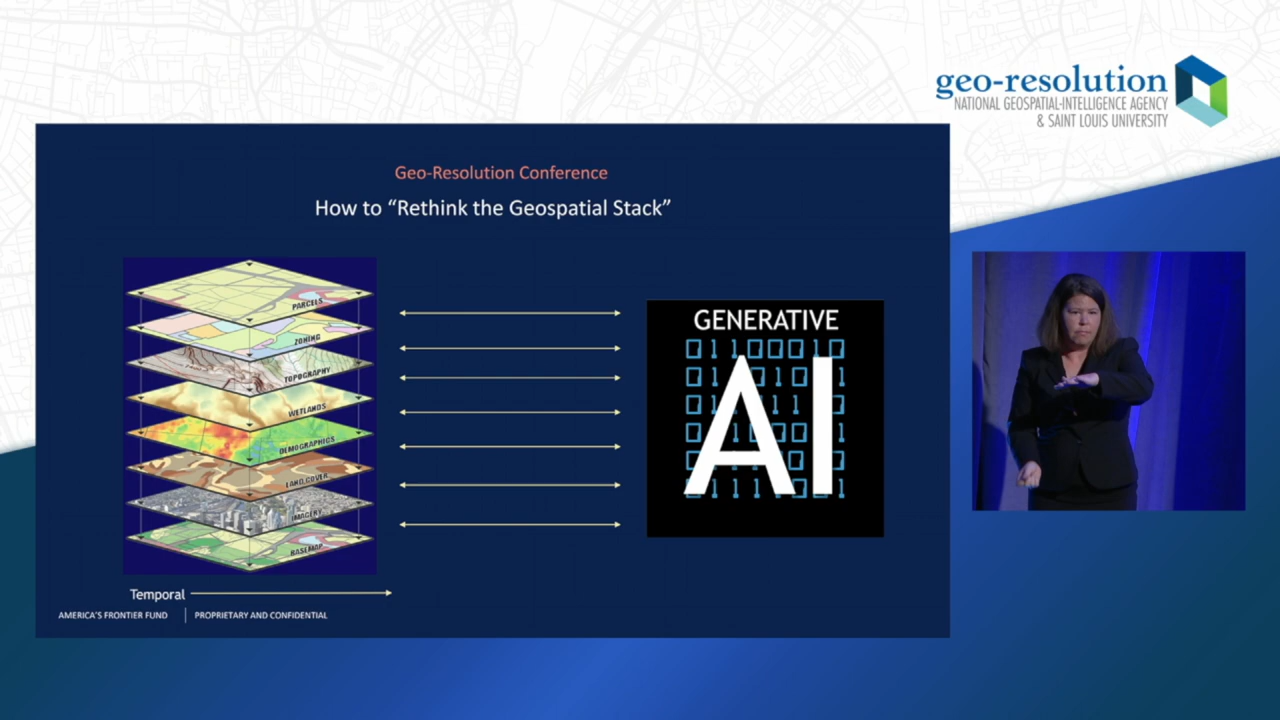 geo-resolution
NATIONAL GEOSPATIAL-INTELLIGENCE AGENCY
& SAINT LOUIS UNIVERSITY
Geo-Resolution Conference
How to “Rethink the Geospatial Stack”
PARCELS
ZONING
TOPOGRAPHY
WETLANDS
DEMOGRAPHICS
LAND COVER
IMAGERY
BASEMAP
GENERATIVE
AI
Temporal
AMERICA'S FRONTIER FUND | PROPRIETARY AND CONFIDENTIAL